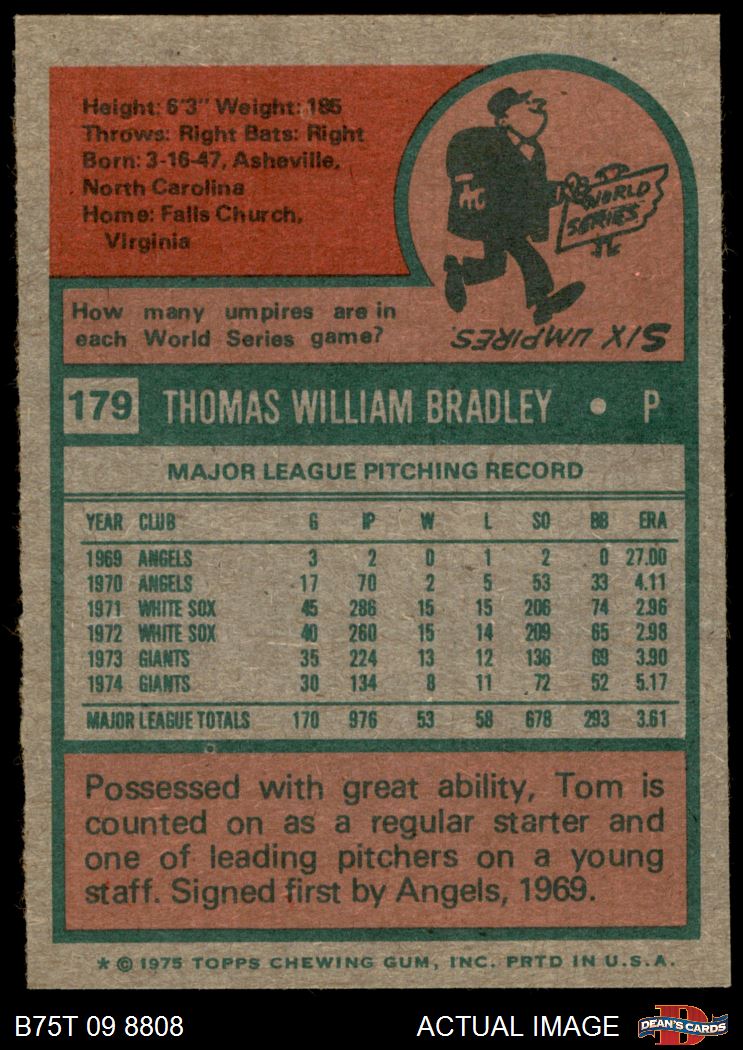 Height: 6'3" Weight: 185
Throws: Right Bats: Right
Born: 3-16-47, Asheville,
North Carolina
Home: Falls Church,
Virginia
WORLD
SERIES
How many umpires are in
each World Series game?
SIX UMPIRES.
179 THOMAS WILLIAM BRADLEY • P
MAJOR LEAGUE PITCHING RECORD
YEAR CLUB G IP W L SO BB ERA
1969 ANGELS 3 2 0 1 2 0 27.00
1970 ANGELS 17 70 2 5 53 33 4.11
1971 WHITE SOX 45 286 15 15 206 74 2.96
1972 WHITE SOX 40 260 15 14 209 65 2.98
1973 GIANTS 35 224 13 12 136 69 3.90
1974 GIANTS 30 134 8 11 72 52 5.17
MAJOR LEAGUE TOTALS 170 976 53 58 678 293 3.61
Possessed with great ability, Tom is
counted on as a regular starter and
one of leading pitchers on a young
staff. Signed first by Angels, 1969.
* © 1975 TOPPS CHEWING GUM, INC. PRTD IN U.S.A.
B75T 09 8808 ACTUAL IMAGE DEAN'S CARDS